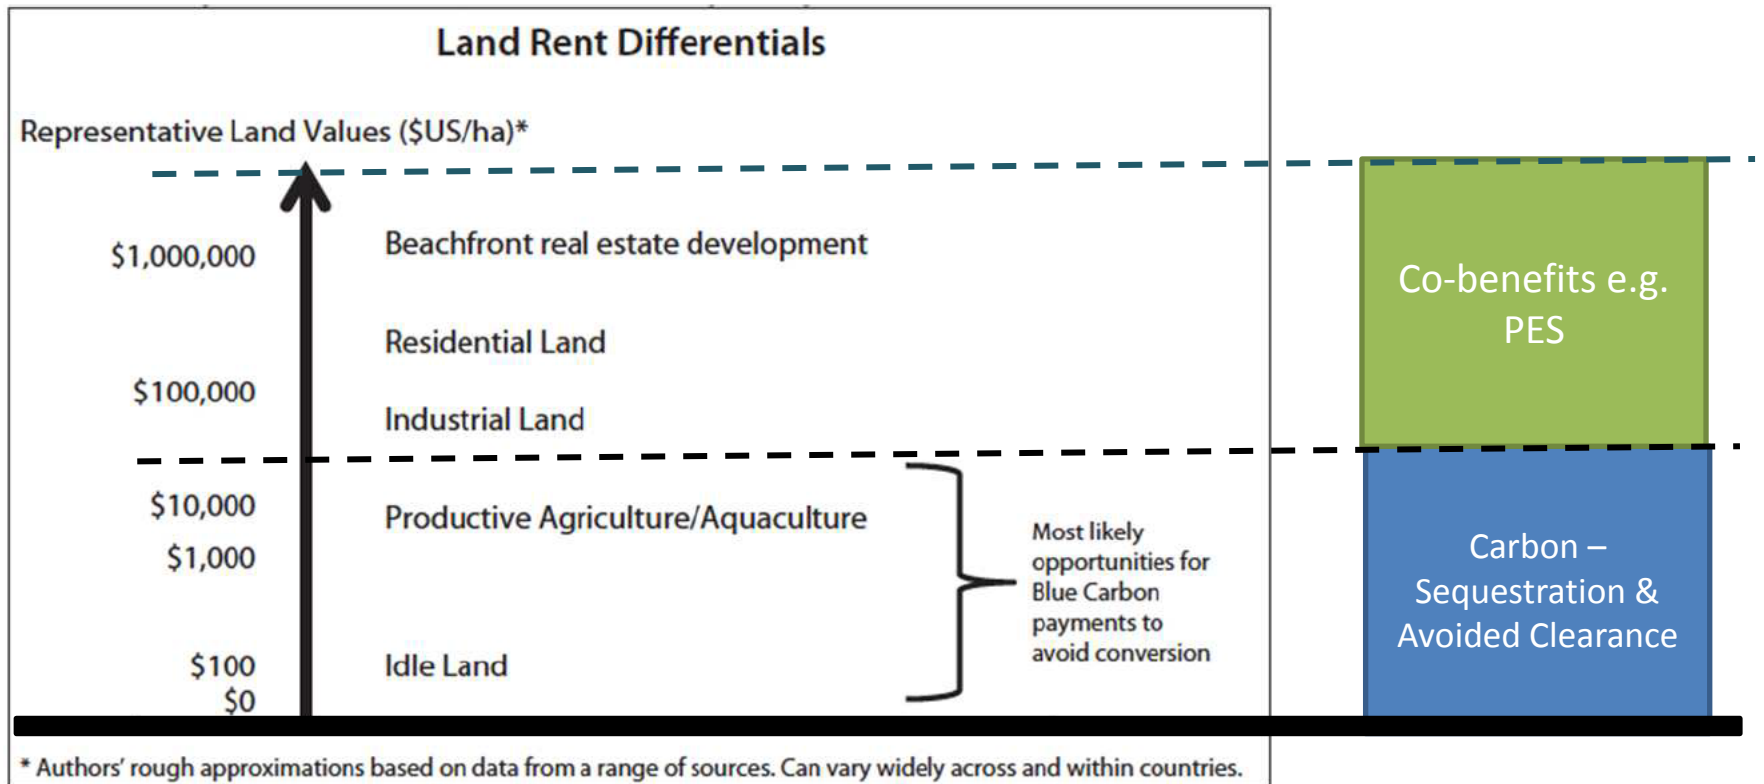 Land Rent Differentials
Representative Land Values ($US/ha)*
$1,000,000
Beachfront real estate development
Residential Land
$100,000
Industrial Land
$10,000
Productive Agriculture/Aquaculture
$1,000
$100
Idle Land
$0
Most likely
opportunities for
Blue Carbon
payments to
avoid conversion
Co-benefits e.g.
PES
Carbon –
Sequestration &
Avoided Clearance
* Authors’ rough approximations based on data from a range of sources. Can vary widely across and within countries.